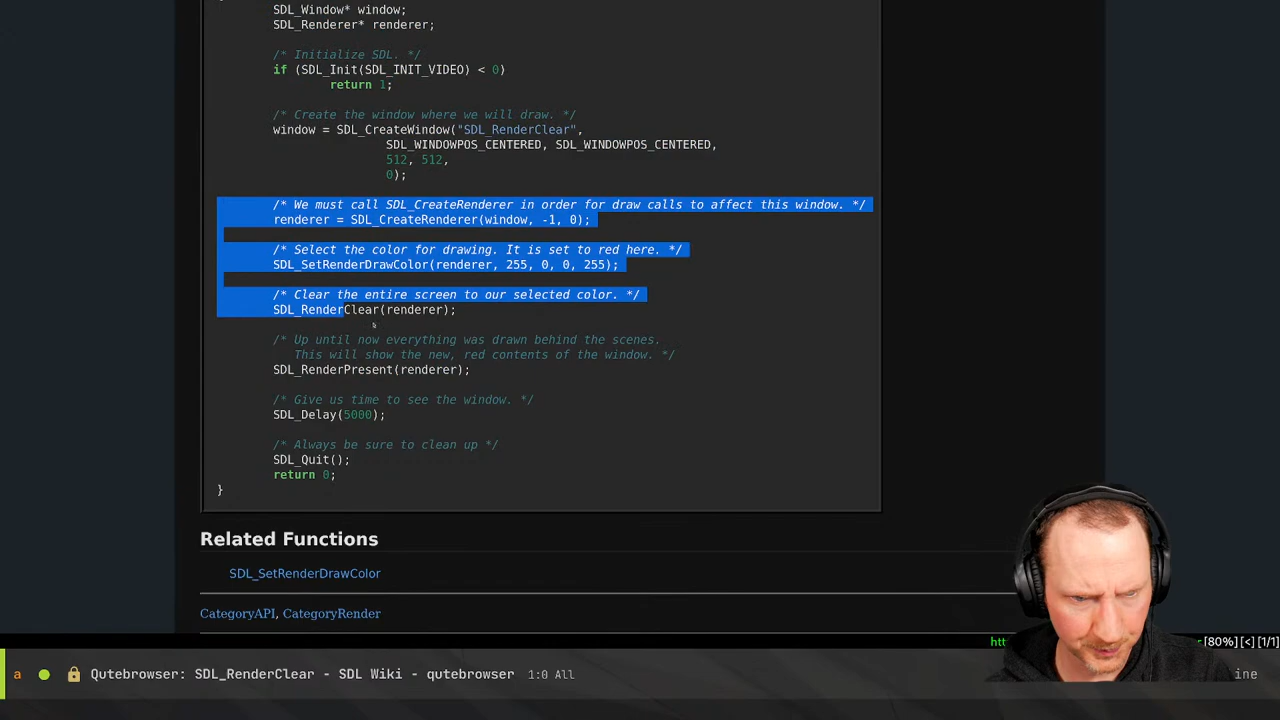 SDL_Window* window;
SDL_Renderer* renderer;
/* Initialize SDL. */
if (SDL_Init(SDL_INIT_VIDEO) < 0)
return 1;
/* Create the window where we will draw. */
window = SDL_CreateWindow("SDL_RenderClear",
SDL_WINDOWPOS_CENTERED, SDL_WINDOWPOS_CENTERED,
512, 512,
0);
/* We must call SDL_CreateRenderer in order for draw calls to affect this window. */
renderer = SDL_CreateRenderer(window, -1, 0);
/* Select the color for drawing. It is set to red here. */
SDL_SetRenderDrawColor(renderer, 255, 0, 0, 255);
/* Clear the entire screen to our selected color. */
SDL_RenderClear(renderer);
/* Up until now everything was drawn behind the scenes.
This will show the new, red contents of the window. */
SDL_RenderPresent(renderer);
/* Give us time to see the window. */
SDL_Delay(5000);
/* Always be sure to clean up */
SDL_Quit();
return 0;
}
Related Functions
SDL_SetRenderDrawColor
CategoryAPI, CategoryRender
[80%][<][1/1]
a Qutebrowser: SDL_RenderClear - SDL Wiki - qutebrowser 1:0 All